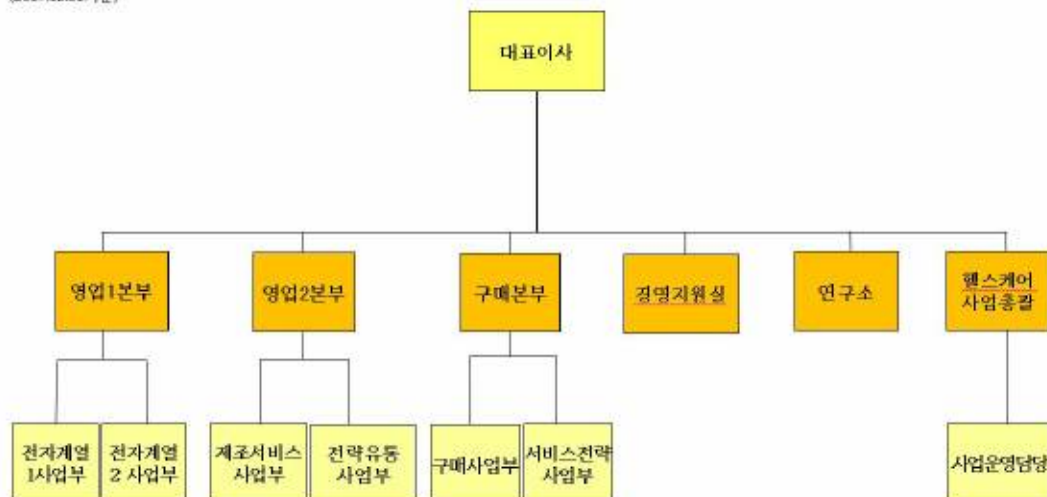 대표이사
영업1본부
영업2본부
구매본부
경영지원실
연구소
헬스케어
사업총괄
전자계열
1사업부
전자계열
2 사업부
제조서비스
사업부
전략유통
사업부
구매사업부
서비스전략
사업부
사업운영담당